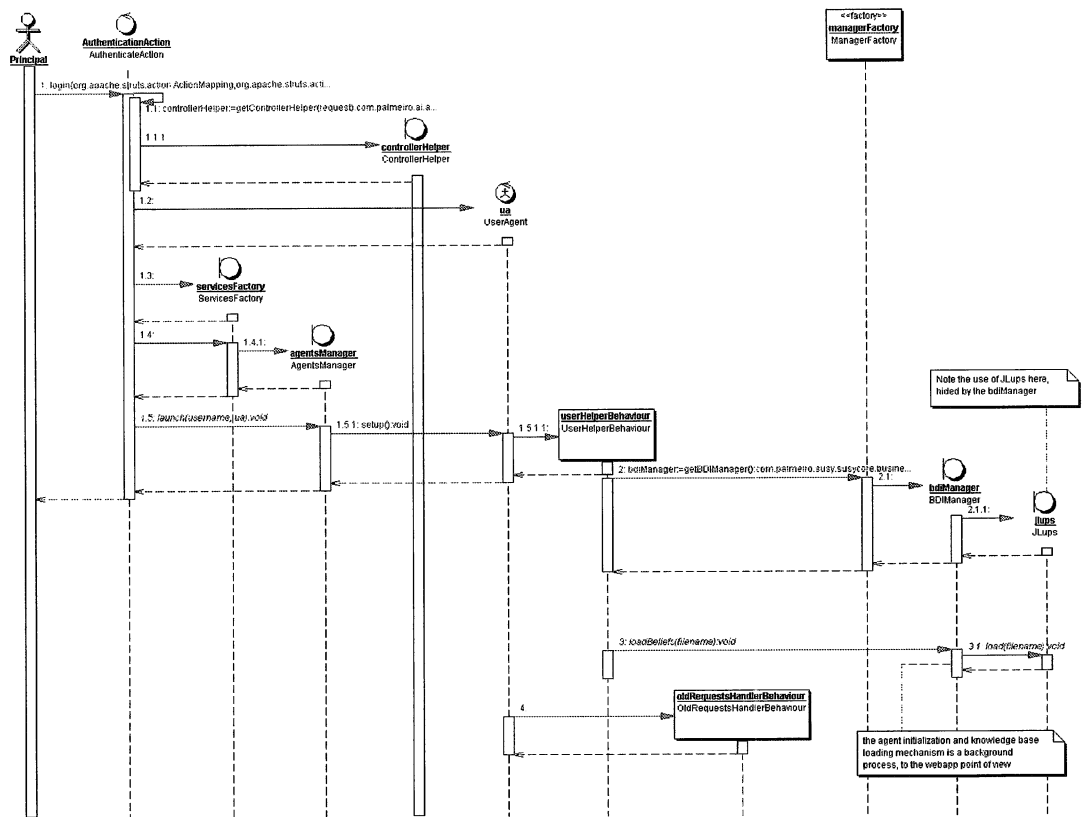 <<factory>>
managerFactory
ManagerFactory
AuthenticationAction
AuthenticateAction
Principal
1: login(org.apache.struts.action.ActionMapping,org.apache.struts.acti...
1.1: controllerHelper:=getControllerHelper(request):com.palmeiro.ai.a...
1.1.1
controllerHelper
ControllerHelper
1.2:
ua
UserAgent
1.3:
servicesFactory
ServicesFactory
1.4:
1.4.1:
agentsManager
AgentsManager
Note the use of JLups here,
hided by the bdiManager
1.5: launch(username,ua):void
1.5.1: setup():void
1.5.1.1:
userHelperBehaviour
UserHelperBehaviour
2: bdiManager:=getBDIManager():com.palmeiro.susy.susycore.busine...
2.1:
bdiManager
BDIManager
2.1.1:
jlups
JLups
3: loadBeliefs(filename):void
3.1: load(filename):void
4:
oldRequestsHandlerBehaviour
OldRequestsHandlerBehaviour
the agent initialization and knowledge base
loading mechanism is a background
process, to the webapp point of view